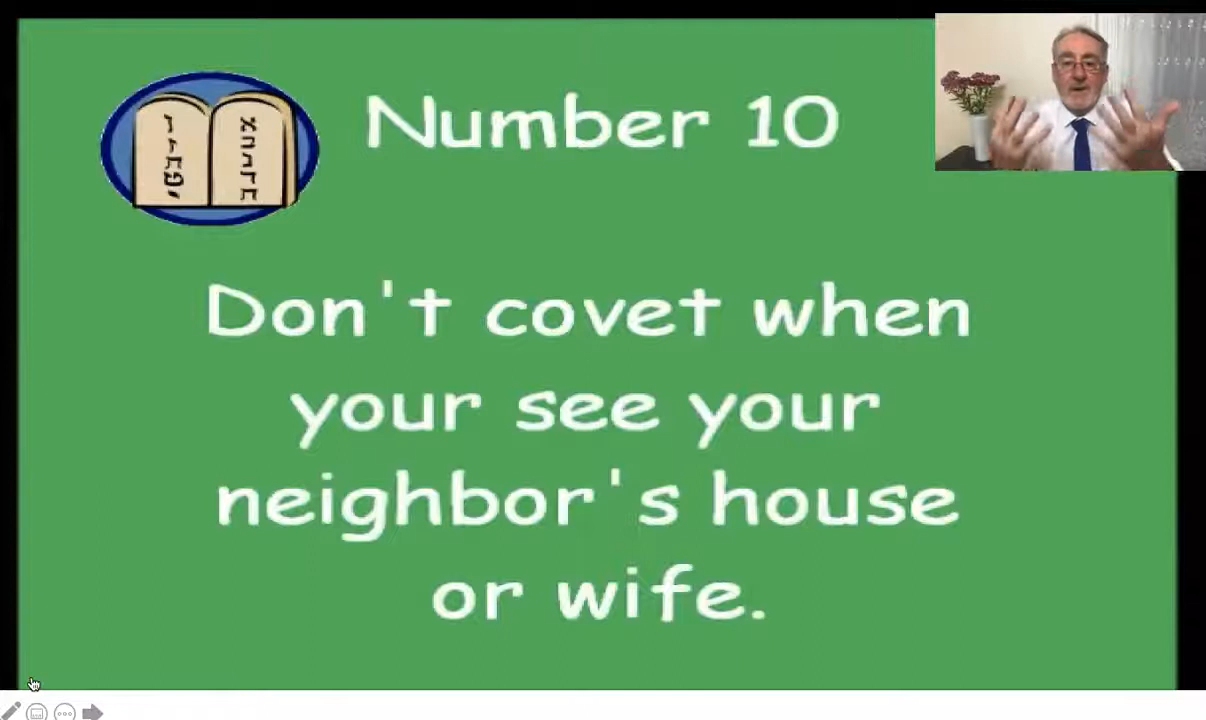 Number 10
Don't covet when
your see your
neighbor's house
or wife.